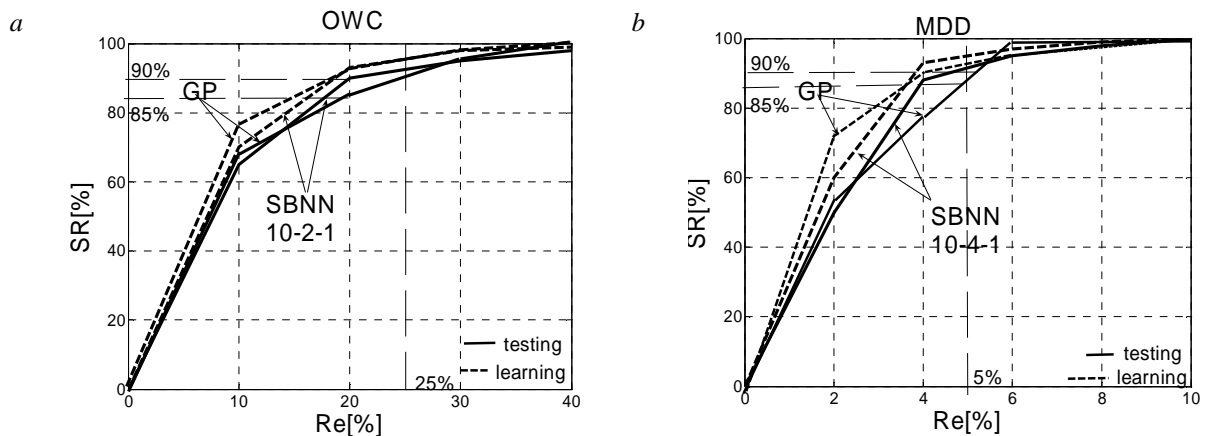 a
OWC
100
90%
GP
85%
80
60
SBNN
10-2-1
40
20
0
SR[%]
testing
learning
25%
0 10 20 30 40
Re[%]
b
MDD
100
90%
GP
85%
80
60
SBNN
10-4-1
40
20
0
SR[%]
testing
learning
5%
0 2 4 6 8 10
Re[%]